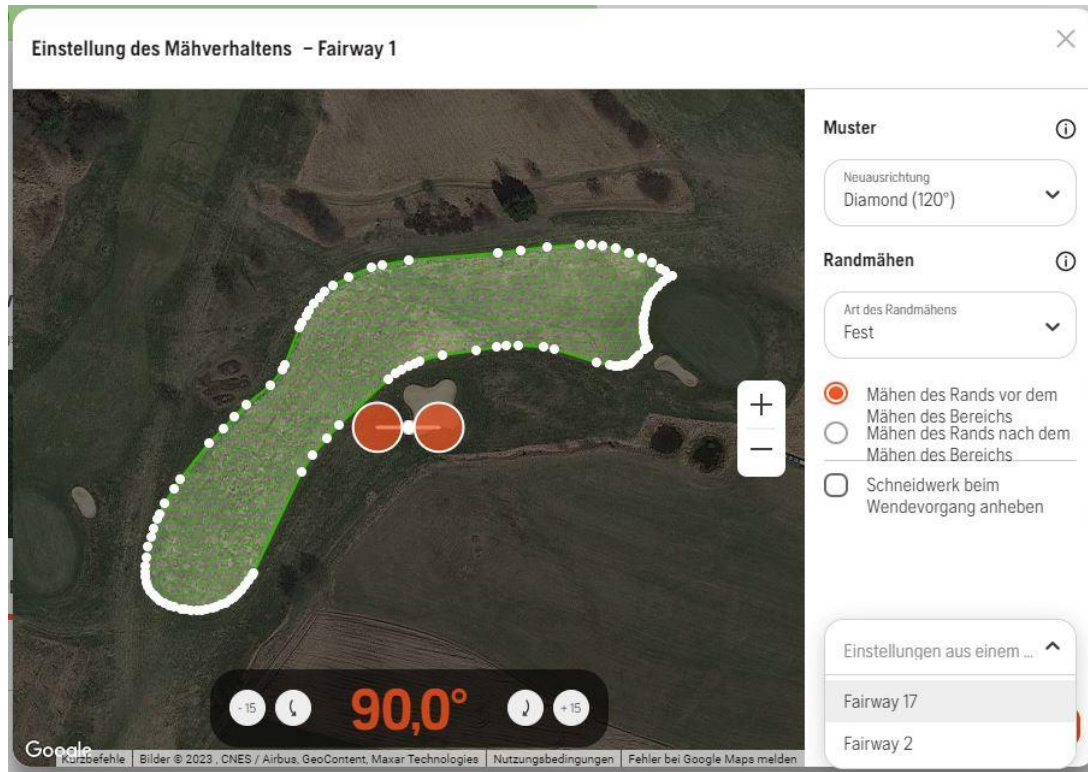 Einstellung des Mähverhaltens – Fairway 1
Muster
Neuausrichtung
Diamond (120°)
Randmähen
Art des Randmähens
Fest
Mähen des Rands vor dem
Mähen des Bereichs
Mähen des Rands nach dem
Mähen des Bereichs
Schneidwerk beim
Wendevorgang anheben
Einstellungen aus einem ...
Fairway 17
Fairway 2
-15
90,0°
+15
Google
Kurzbefehle
Bilder © 2023 , CNES / Airbus, GeoContent, Maxar Technologies
Nutzungsbedingungen
Fehler bei Google Maps melden